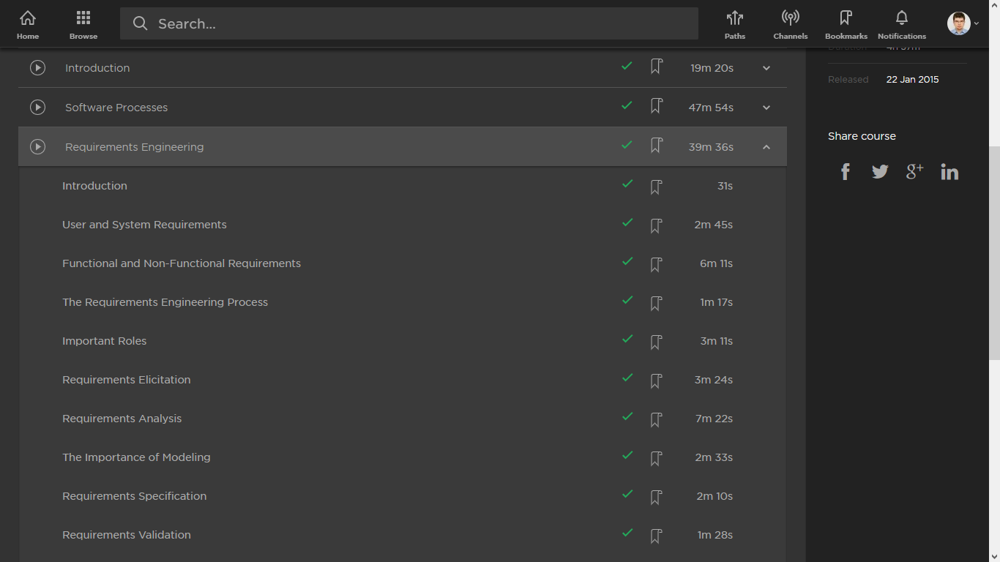 Home
Browse
Search...
Paths
Channels
Bookmarks
Notifications
Introduction 19m 20s
Software Processes 47m 54s
Requirements Engineering 39m 36s
Introduction 31s
User and System Requirements 2m 45s
Functional and Non-Functional Requirements 6m 11s
The Requirements Engineering Process 1m 17s
Important Roles 3m 11s
Requirements Elicitation 3m 24s
Requirements Analysis 7m 22s
The Importance of Modeling 2m 33s
Requirements Specification 2m 10s
Requirements Validation 1m 28s
Duration
Released 22 Jan 2015
Share course
f
g+
in